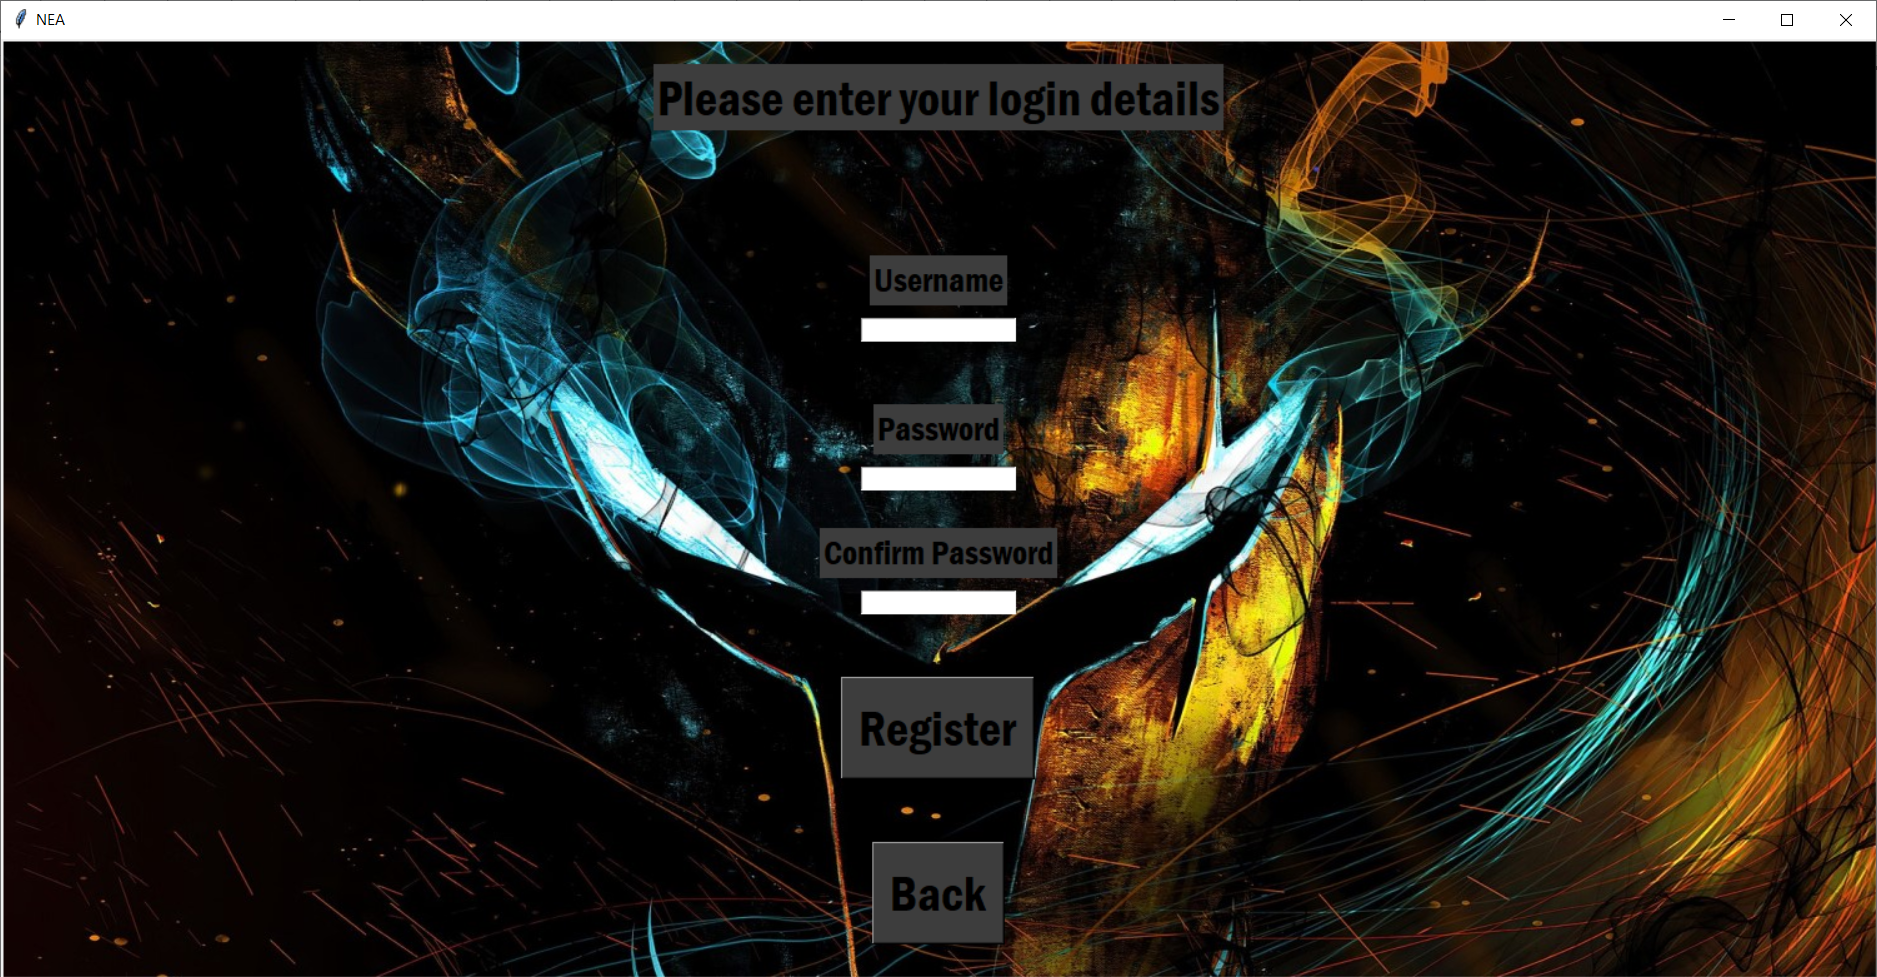 NEA
Please enter your login details
Username
Password
Confirm Password
Register
Back